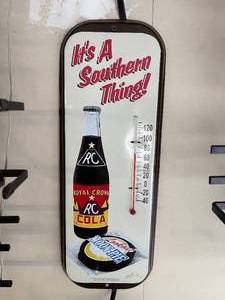 It's A
Southern
Thing!
RC
ROYAL CROWN
RC
COLA
120
100
80
60
40
20
0
-20
-40